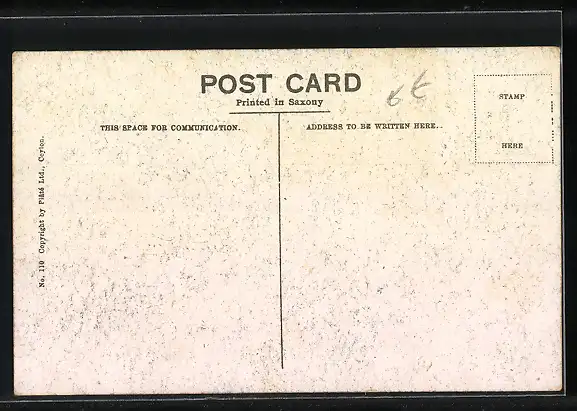 POST CARD
Printed in Saxony
6 €
STAMP
HERE
THIS SPACE FOR COMMUNICATION.
ADDRESS TO BE WRITTEN HERE.
No. 110 Copyright by Plâté Ltd., Ceylon.